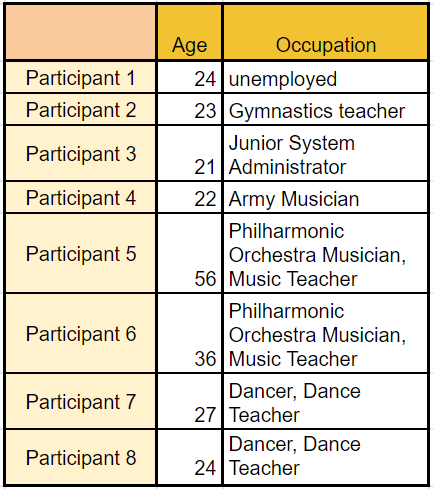 Age Occupation
Participant 1 24 unemployed
Participant 2 23 Gymnastics teacher
Participant 3 21 Junior System
Administrator
Participant 4 22 Army Musician
Participant 5 56 Philharmonic
Orchestra Musician,
Music Teacher
Participant 6 36 Philharmonic
Orchestra Musician,
Music Teacher
Participant 7 27 Dancer, Dance
Teacher
Participant 8 24 Dancer, Dance
Teacher